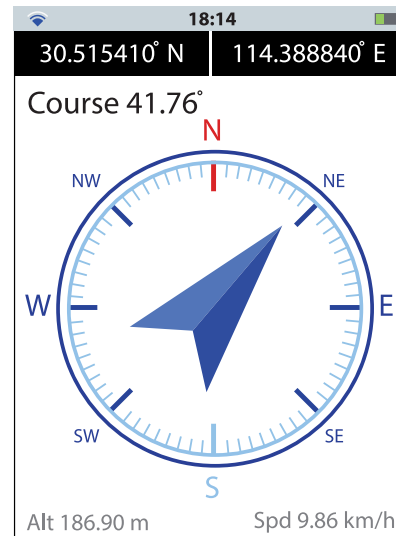 18:14
30.515410° N 114.388840° E
Course 41.76°
N
NW NE
W E
SW SE
S
Alt 186.90 m Spd 9.86 km/h